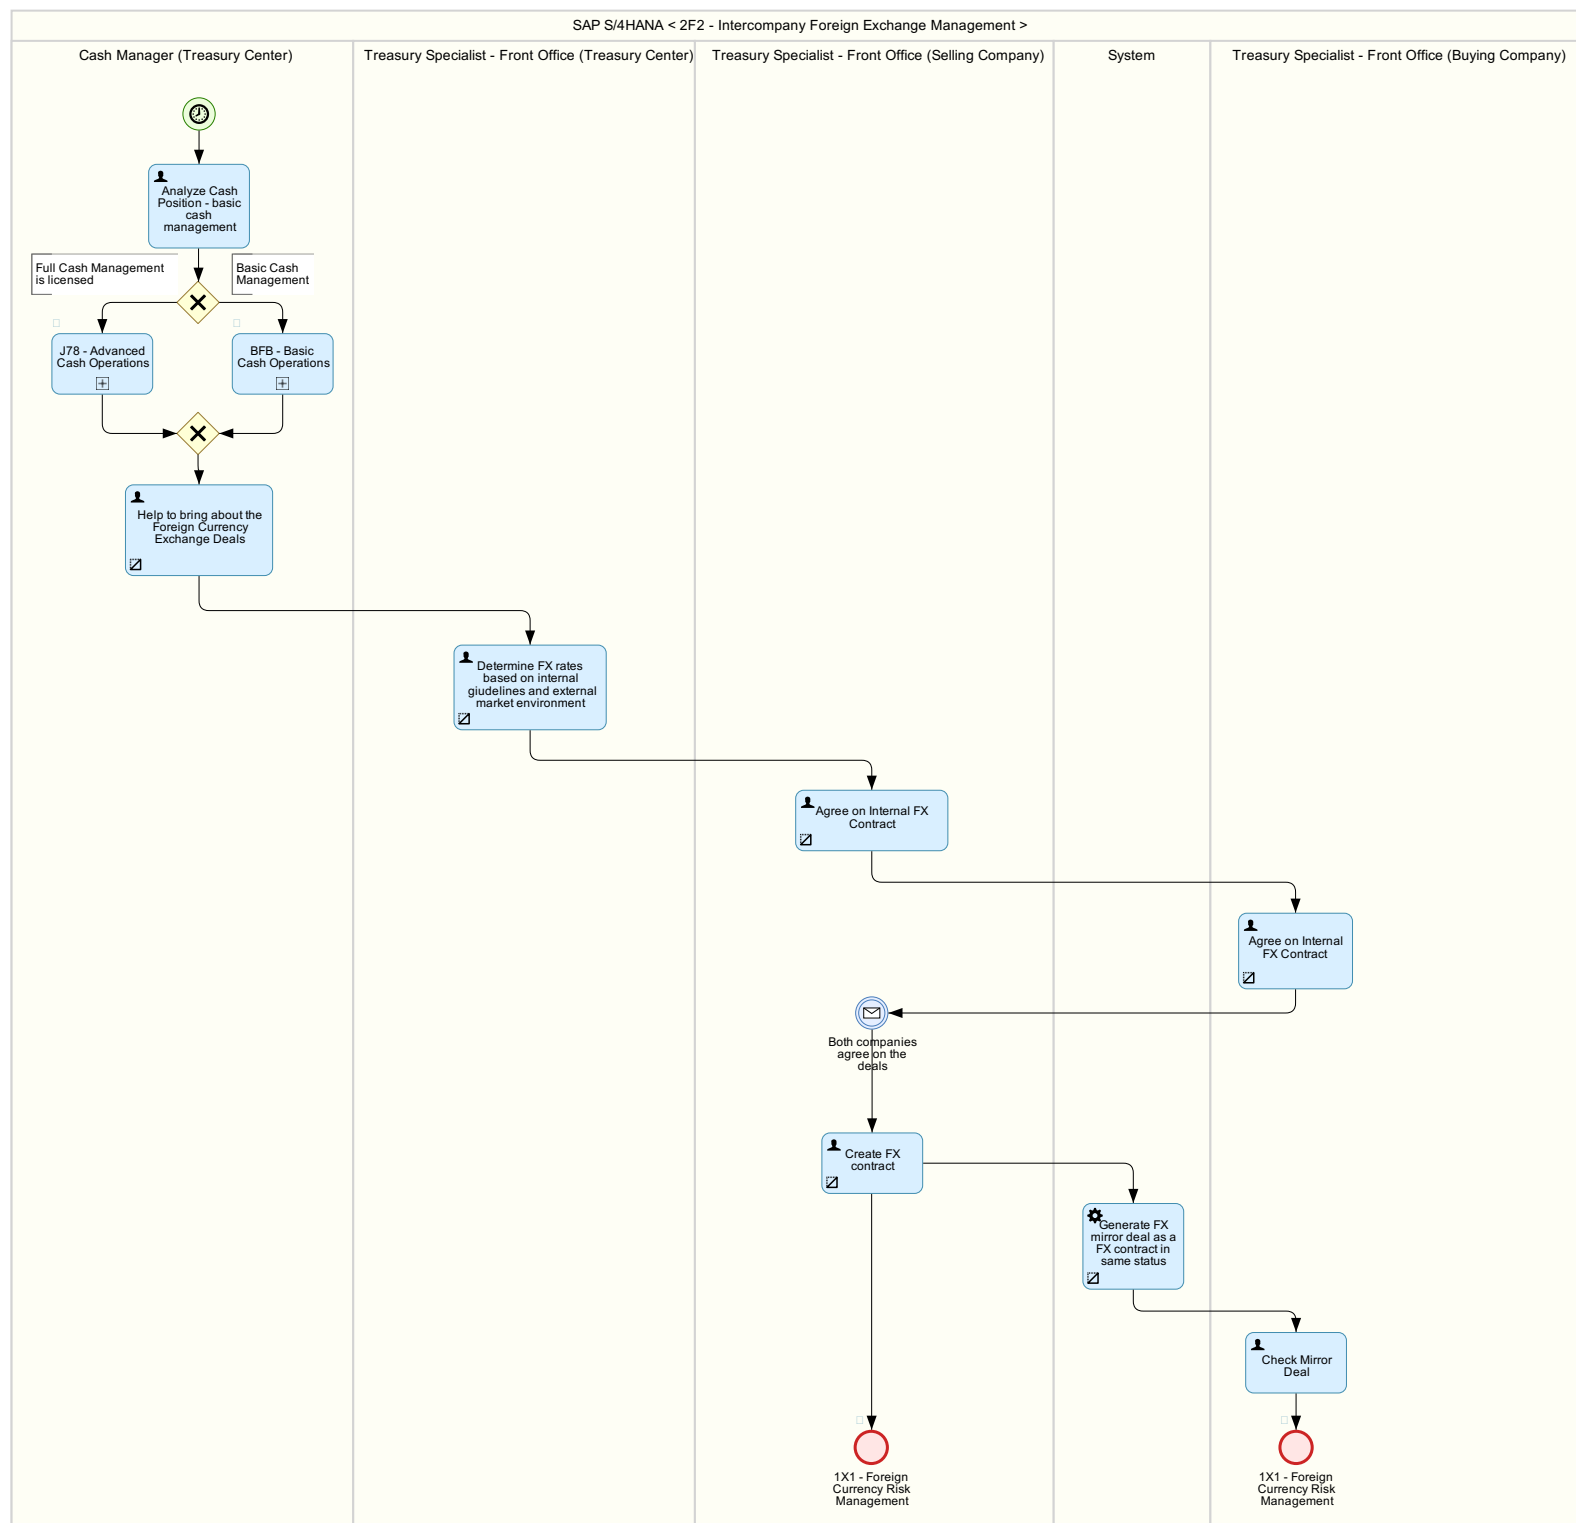 SAP S/4HANA < 2F2 - Intercompany Foreign Exchange Management >
Cash Manager (Treasury Center)
Treasury Specialist - Front Office (Treasury Center)
Treasury Specialist - Front Office (Selling Company)
System
Treasury Specialist - Front Office (Buying Company)
Analyze Cash
Position - basic
cash
management
Full Cash Management
is licensed
Basic Cash
Management
J78 - Advanced
Cash Operations
BFB - Basic
Cash Operations
Help to bring about the
Foreign Currency
Exchange Deals
Determine FX rates
based on internal
giudelines and external
market environment
Agree on Internal FX
Contract
Agree on Internal
FX Contract
Both companies
agree on the
deals
Create FX
contract
Generate FX
mirror deal as a
FX contract in
same status
Check Mirror
Deal
1X1 - Foreign
Currency Risk
Management
1X1 - Foreign
Currency Risk
Management